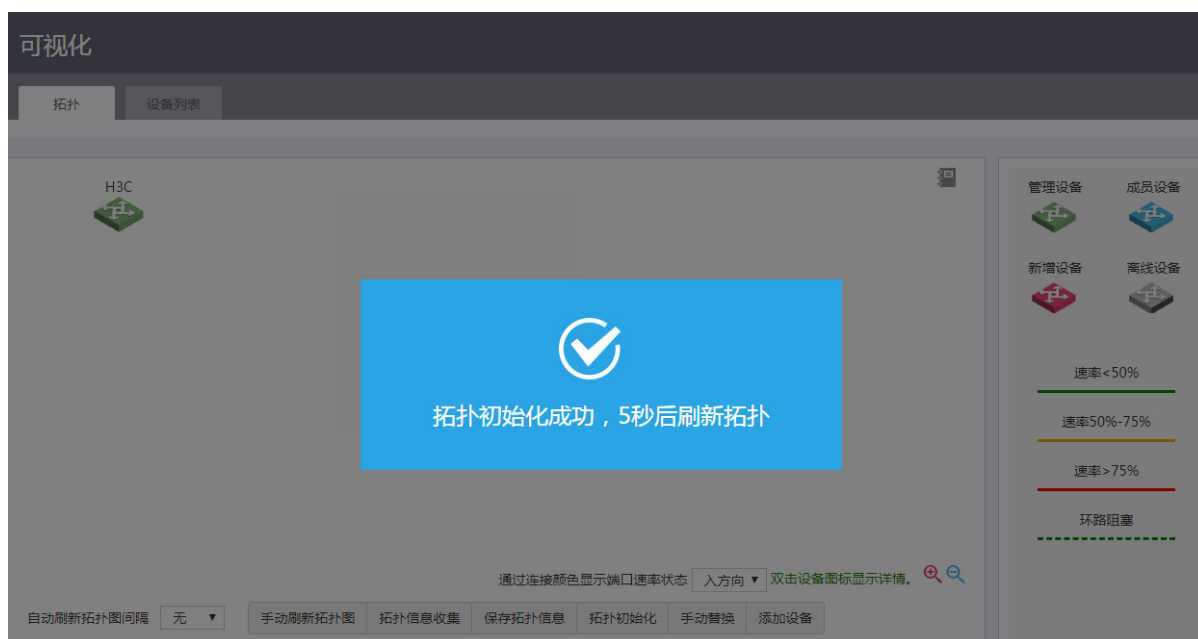 可视化
拓扑
设备列表
H3C
管理设备
成员设备
新增设备
离线设备
拓扑初始化成功，5秒后刷新拓扑
速率<50%
速率50%-75%
速率>75%
环路阻塞
通过连接颜色显示端口速率状态 入方向 双击设备图标显示详情。
自动刷新拓扑图间隔 无 手动刷新拓扑图 拓扑信息收集 保存拓扑信息 拓扑初始化 手动替换 添加设备